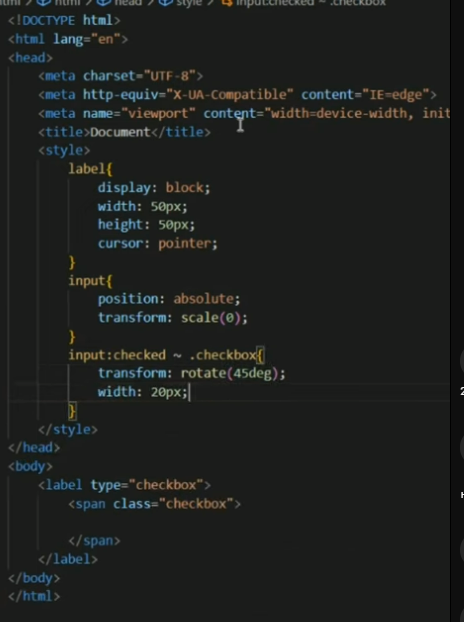 html > html > head > style > input:checked ~ .checkbox
<!DOCTYPE html>
<html lang="en">
<head>
<meta charset="UTF-8">
<meta http-equiv="X-UA-Compatible" content="IE=edge">
<meta name="viewport" content="width=device-width, init
<title>Document</title>
<style>
label{
display: block;
width: 50px;
height: 50px;
cursor: pointer;
}
input{
position: absolute;
transform: scale(0);
}
input:checked ~ .checkbox{
transform: rotate(45deg);
width: 20px;
}
</style>
</head>
<body>
<label type="checkbox">
<span class="checkbox">
</span>
</label>
</body>
</html>